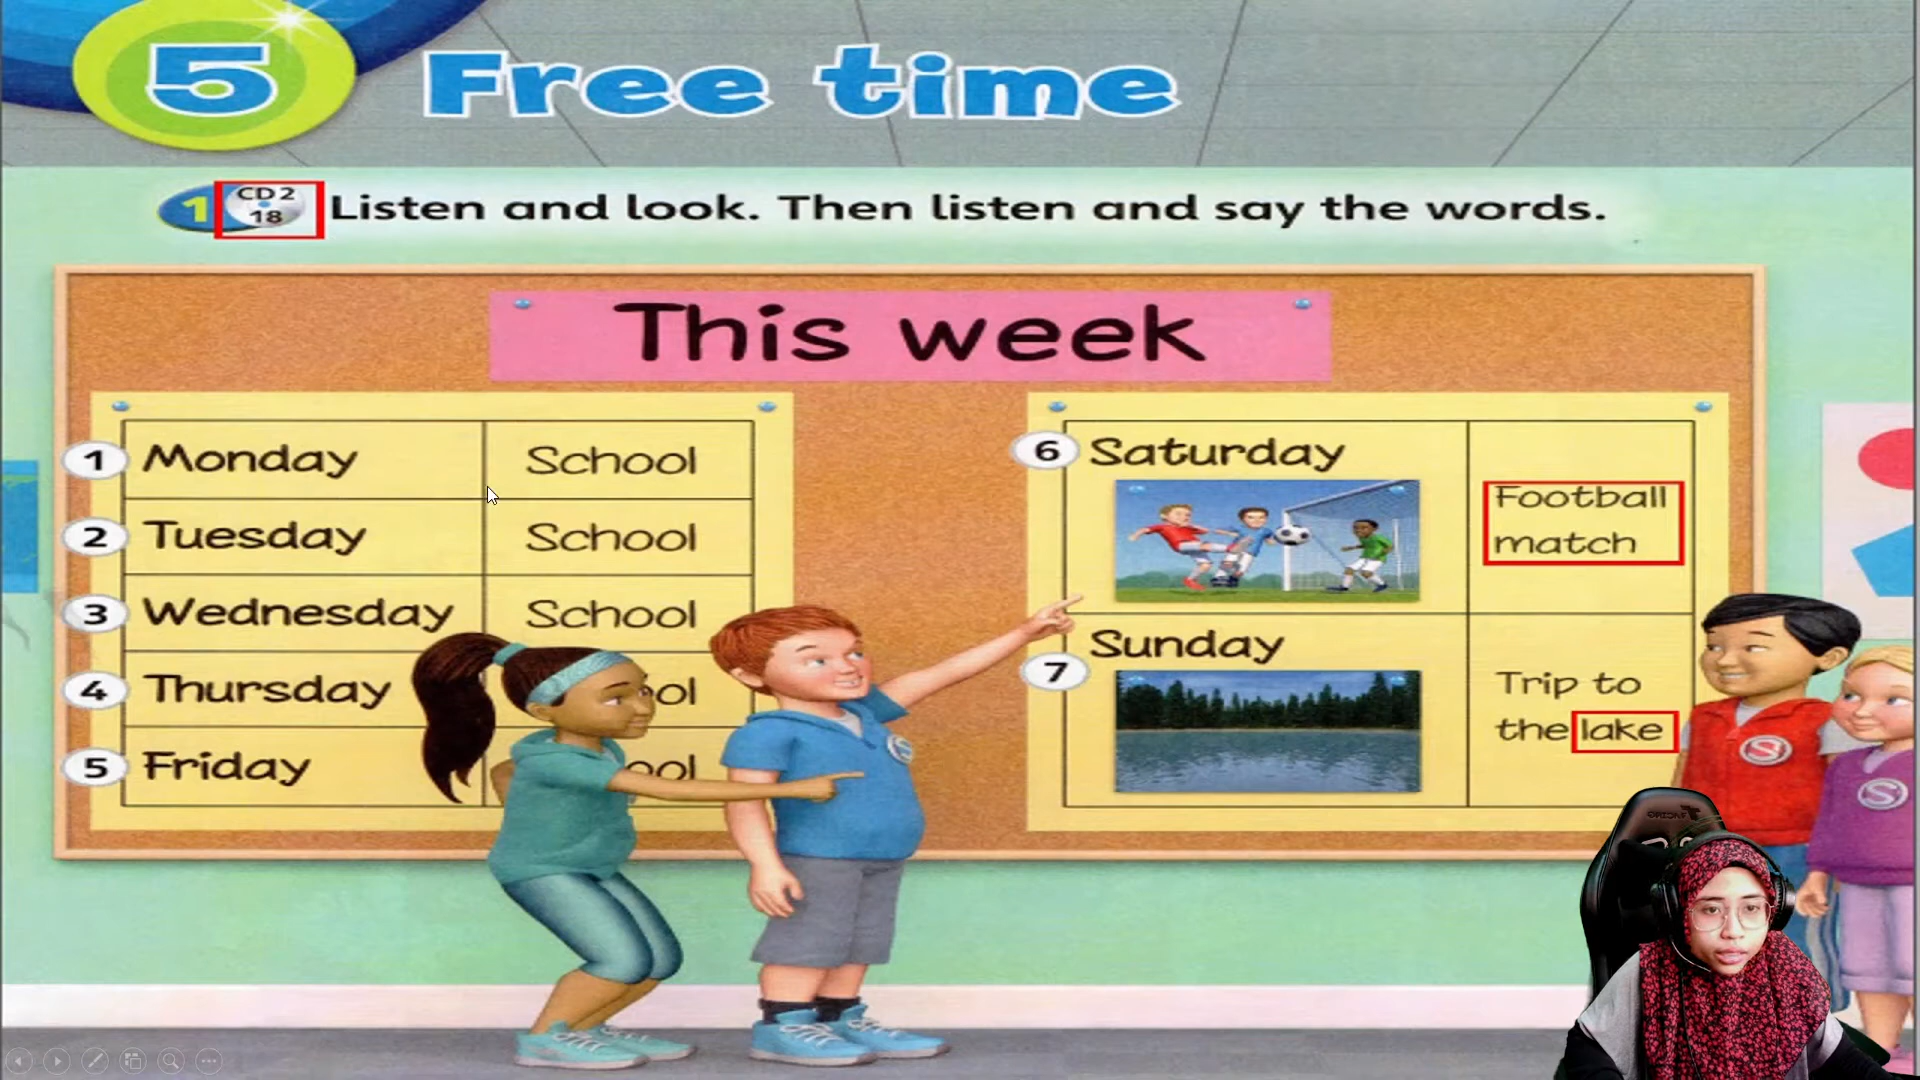 5 Free time
1 CD 2 18 Listen and look. Then listen and say the words.
This week
1 Monday School
2 Tuesday School
3 Wednesday School
4 Thursday ool
5 Friday ool
6 Saturday
Football
match
7 Sunday
Trip to
the lake
S
S